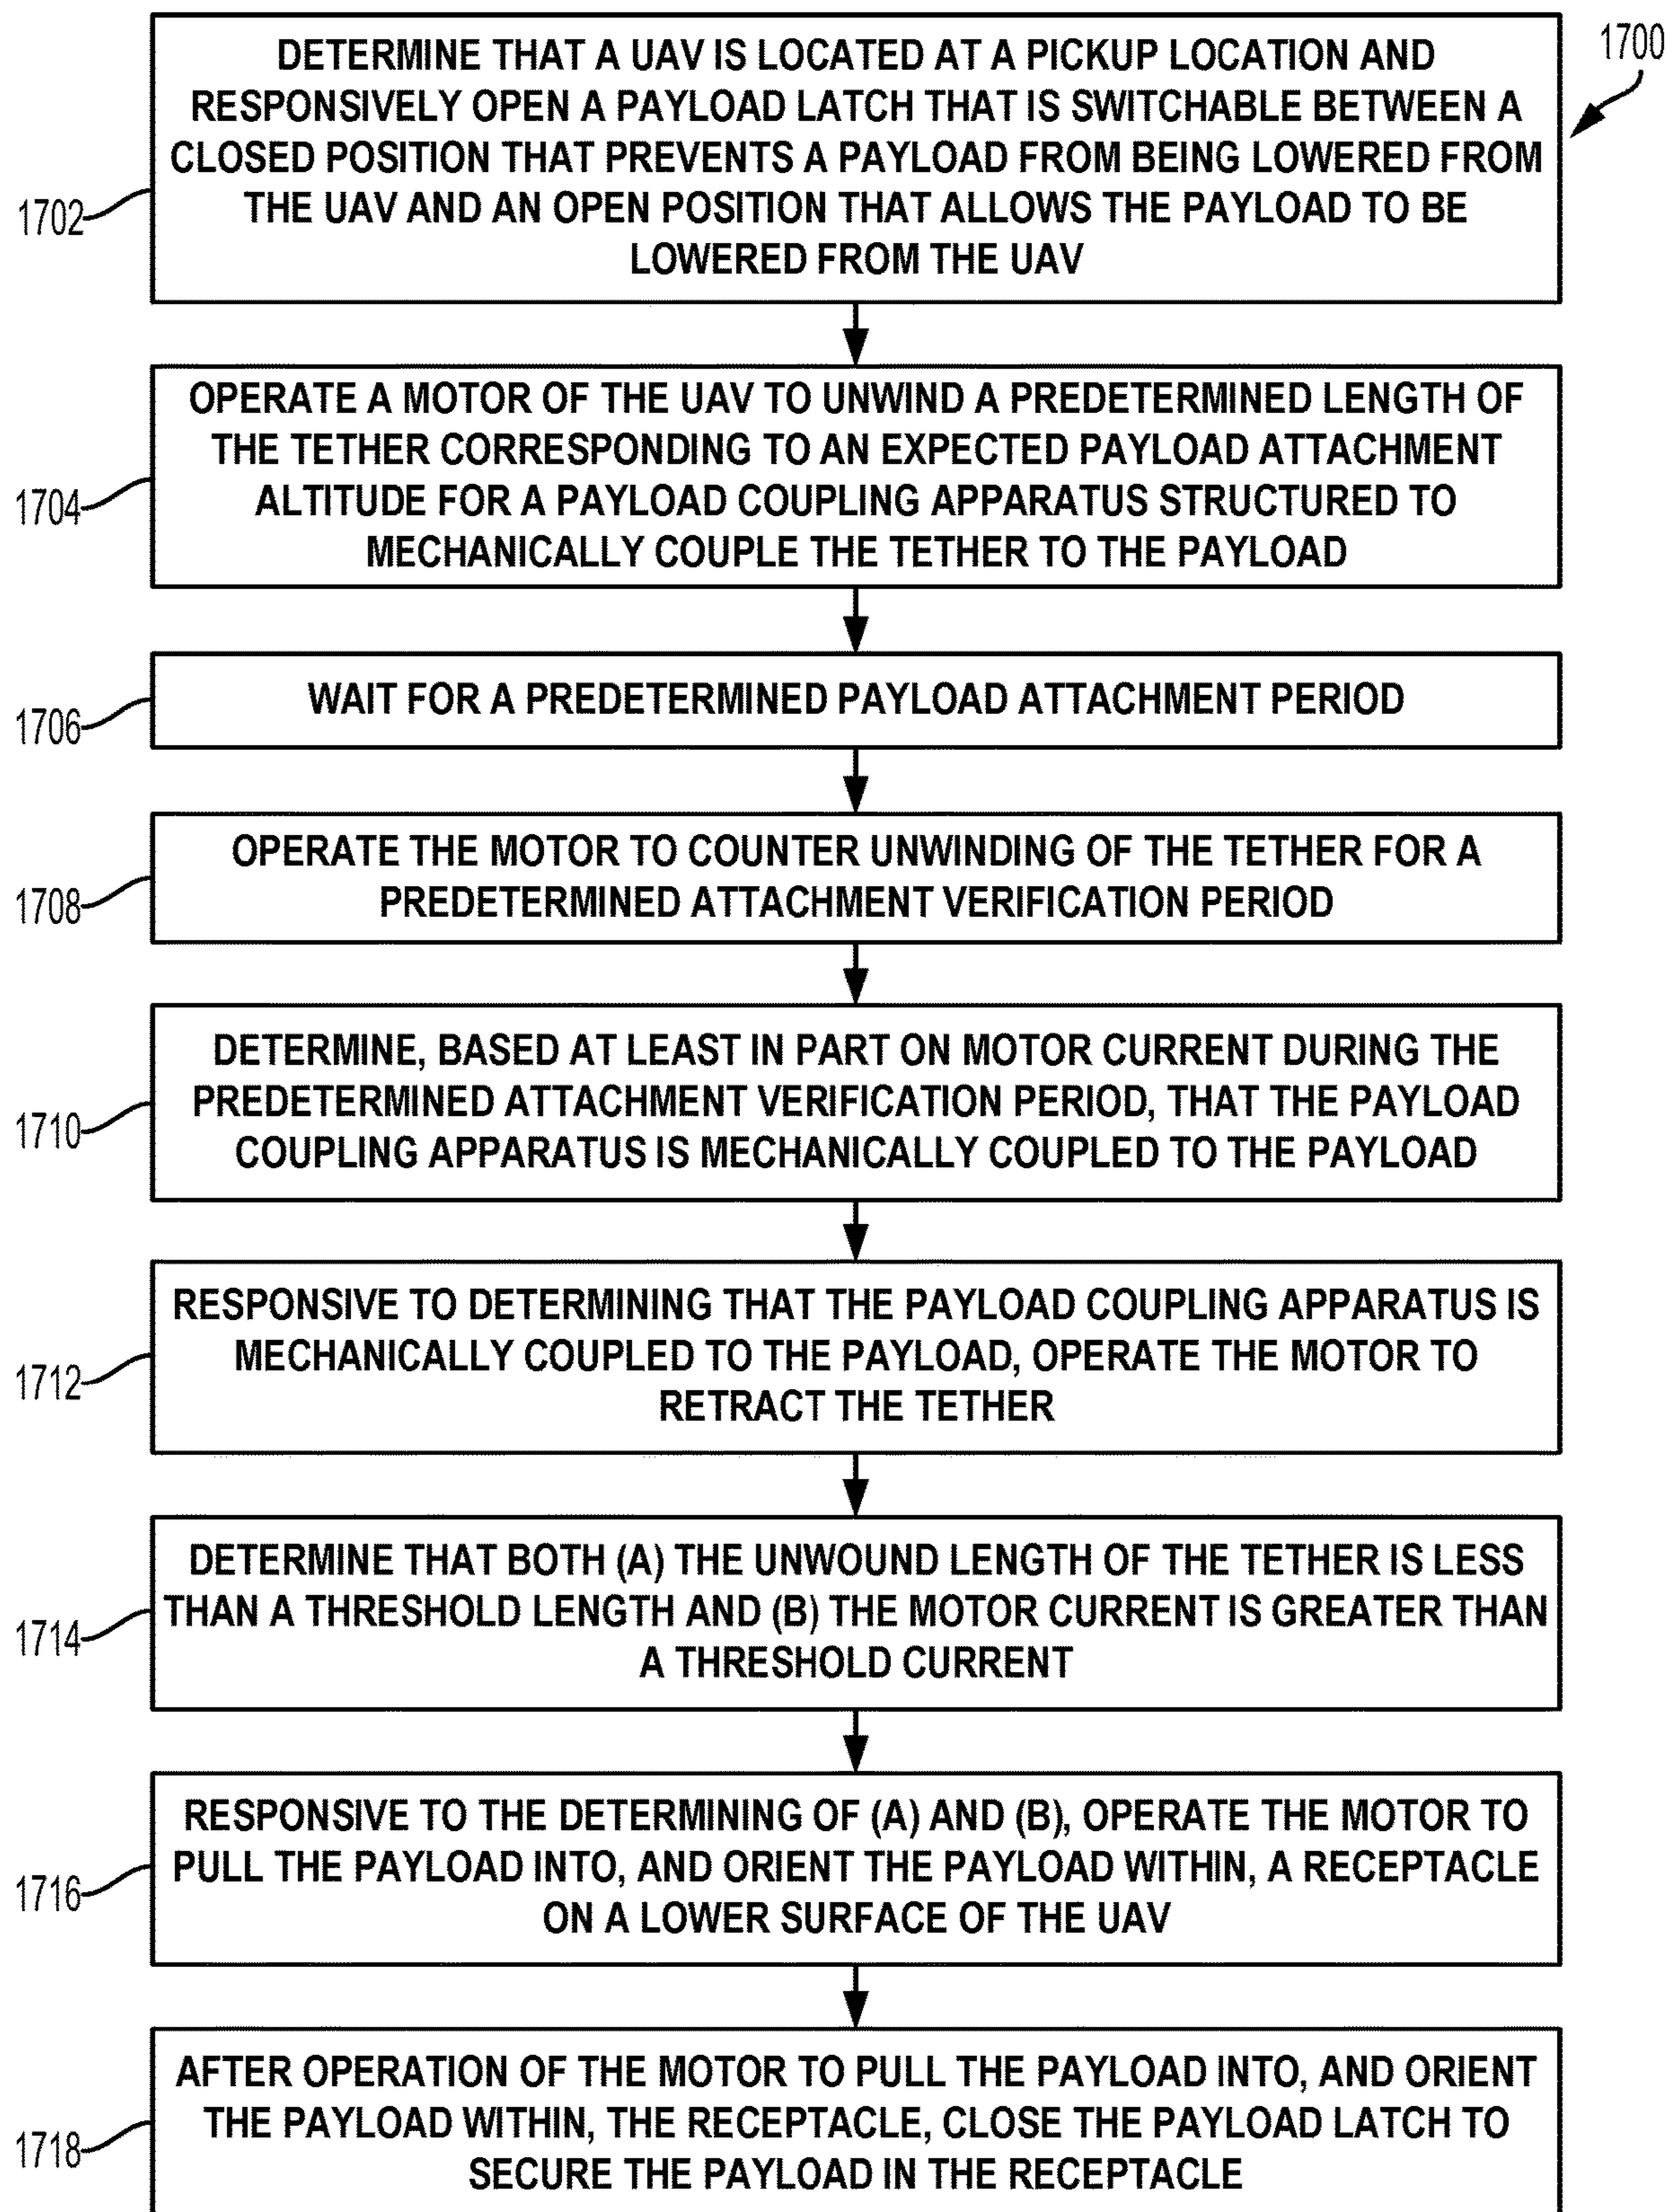 1700
DETERMINE THAT A UAV IS LOCATED AT A PICKUP LOCATION AND
RESPONSIVELY OPEN A PAYLOAD LATCH THAT IS SWITCHABLE BETWEEN A
CLOSED POSITION THAT PREVENTS A PAYLOAD FROM BEING LOWERED FROM
THE UAV AND AN OPEN POSITION THAT ALLOWS THE PAYLOAD TO BE
LOWERED FROM THE UAV
1702
OPERATE A MOTOR OF THE UAV TO UNWIND A PREDETERMINED LENGTH OF
THE TETHER CORRESPONDING TO AN EXPECTED PAYLOAD ATTACHMENT
ALTITUDE FOR A PAYLOAD COUPLING APPARATUS STRUCTURED TO
MECHANICALLY COUPLE THE TETHER TO THE PAYLOAD
1704
WAIT FOR A PREDETERMINED PAYLOAD ATTACHMENT PERIOD
1706
OPERATE THE MOTOR TO COUNTER UNWINDING OF THE TETHER FOR A
PREDETERMINED ATTACHMENT VERIFICATION PERIOD
1708
DETERMINE, BASED AT LEAST IN PART ON MOTOR CURRENT DURING THE
PREDETERMINED ATTACHMENT VERIFICATION PERIOD, THAT THE PAYLOAD
COUPLING APPARATUS IS MECHANICALLY COUPLED TO THE PAYLOAD
1710
RESPONSIVE TO DETERMINING THAT THE PAYLOAD COUPLING APPARATUS IS
MECHANICALLY COUPLED TO THE PAYLOAD, OPERATE THE MOTOR TO
RETRACT THE TETHER
1712
DETERMINE THAT BOTH (A) THE UNWOUND LENGTH OF THE TETHER IS LESS
THAN A THRESHOLD LENGTH AND (B) THE MOTOR CURRENT IS GREATER THAN
A THRESHOLD CURRENT
1714
RESPONSIVE TO THE DETERMINING OF (A) AND (B), OPERATE THE MOTOR TO
PULL THE PAYLOAD INTO, AND ORIENT THE PAYLOAD WITHIN, A RECEPTACLE
ON A LOWER SURFACE OF THE UAV
1716
AFTER OPERATION OF THE MOTOR TO PULL THE PAYLOAD INTO, AND ORIENT
THE PAYLOAD WITHIN, THE RECEPTACLE, CLOSE THE PAYLOAD LATCH TO
SECURE THE PAYLOAD IN THE RECEPTACLE
1718